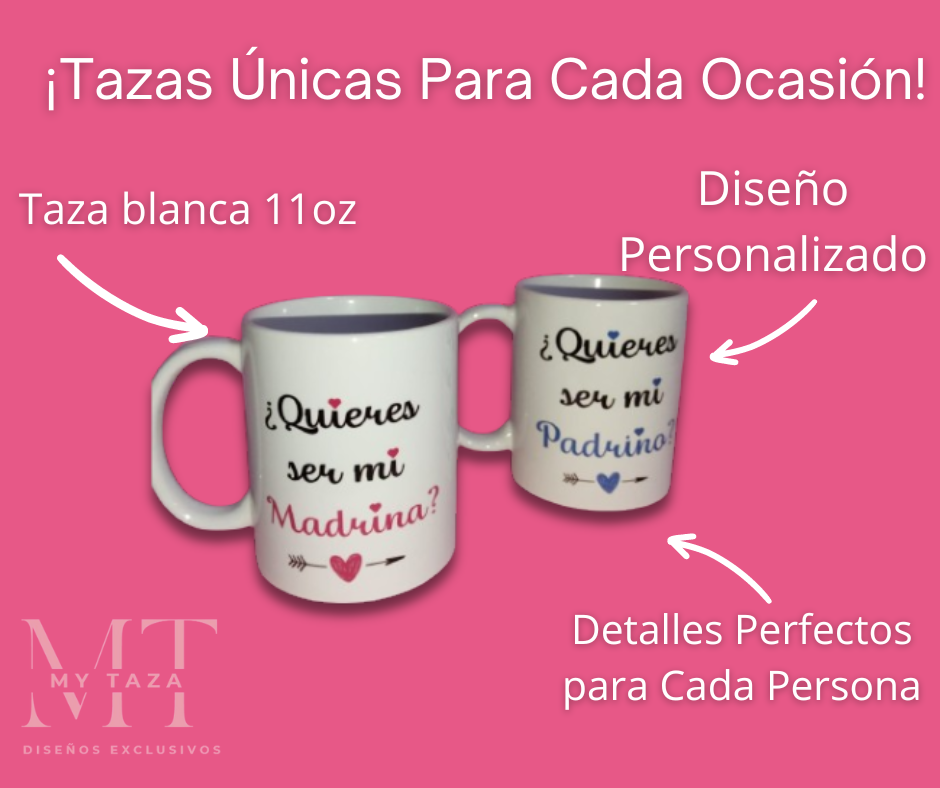 ¡Tazas Únicas Para Cada Ocasión!
Taza blanca 11oz
Diseño
Personalizado
¿Quieres
ser mi
Madrina?
¿Quieres
ser mi
Padrino?
Detalles Perfectos
para Cada Persona
MT
MY TAZA
DISEÑOS EXCLUSIVOS